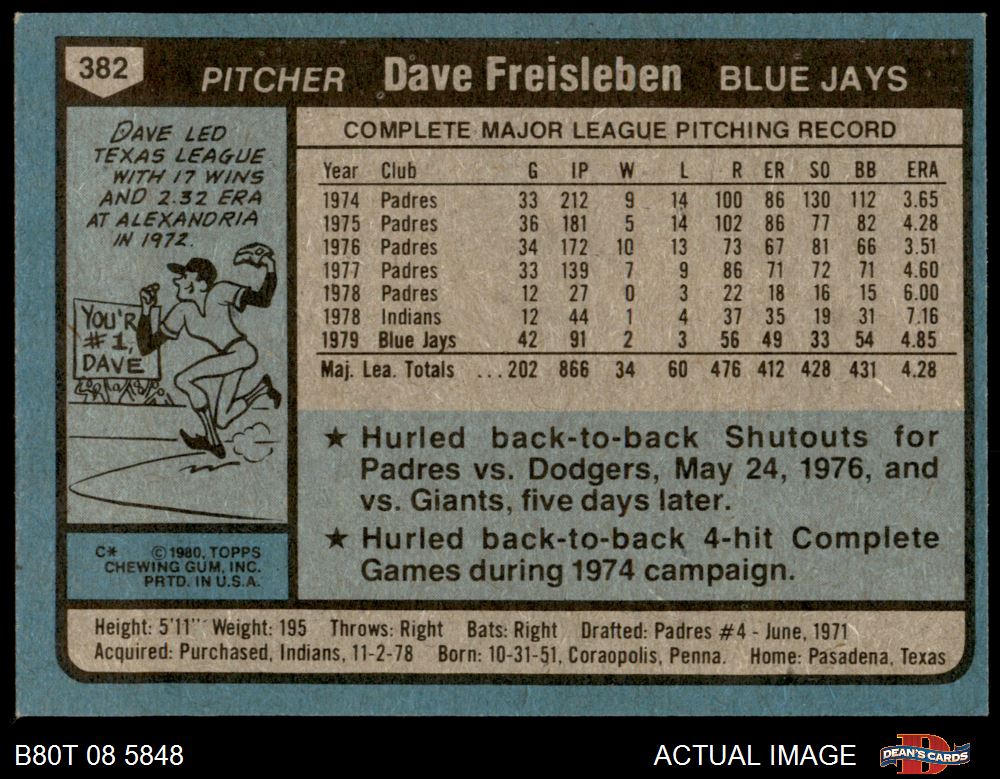 382 PITCHER Dave Freisleben BLUE JAYS
DAVE LED
TEXAS LEAGUE
WITH 17 WINS
AND 2.32 ERA
AT ALEXANDRIA
IN 1972.
YOU'R
#1,
DAVE
C* ©1980, TOPPS
CHEWING GUM, INC.
PRTD. IN U.S.A.
COMPLETE MAJOR LEAGUE PITCHING RECORD
Year Club G IP W L R ER SO BB ERA
1974 Padres 33 212 9 14 100 86 130 112 3.65
1975 Padres 36 181 5 14 102 86 77 82 4.28
1976 Padres 34 172 10 13 73 67 81 66 3.51
1977 Padres 33 139 7 9 86 71 72 71 4.60
1978 Padres 12 27 0 3 22 18 16 15 6.00
1978 Indians 12 44 1 4 37 35 19 31 7.16
1979 Blue Jays 42 91 2 3 56 49 33 54 4.85
Maj. Lea. Totals ...202 866 34 60 476 412 428 431 4.28
★ Hurled back-to-back Shutouts for
Padres vs. Dodgers, May 24, 1976, and
vs. Giants, five days later.
★ Hurled back-to-back 4-hit Complete
Games during 1974 campaign.
Height: 5'11" Weight: 195 Throws: Right Bats: Right Drafted: Padres #4 - June, 1971
Acquired: Purchased, Indians, 11-2-78 Born: 10-31-51, Coraopolis, Penna. Home: Pasadena, Texas
B80T 08 5848 ACTUAL IMAGE DEAN'S CARDS